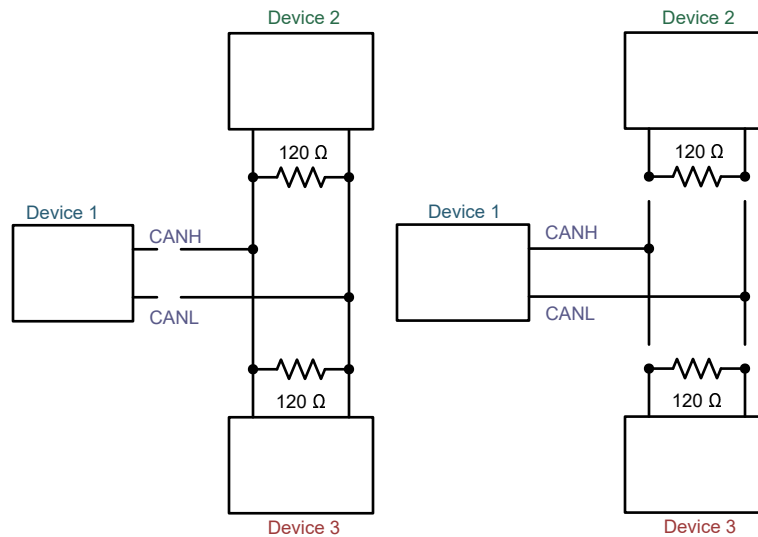 Device 2
120 Ω
Device 1
CANH
CANL
120 Ω
Device 3
Device 2
120 Ω
Device 1
CANH
CANL
120 Ω
Device 3